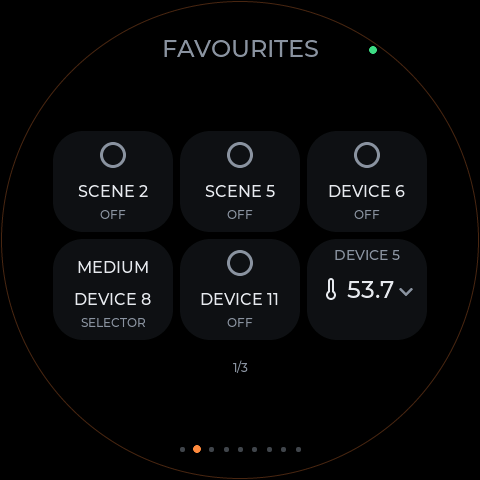 FAVOURITES
SCENE 2
OFF
SCENE 5
OFF
DEVICE 6
OFF
MEDIUM
DEVICE 8
SELECTOR
DEVICE 11
OFF
DEVICE 5
53.7
1/3